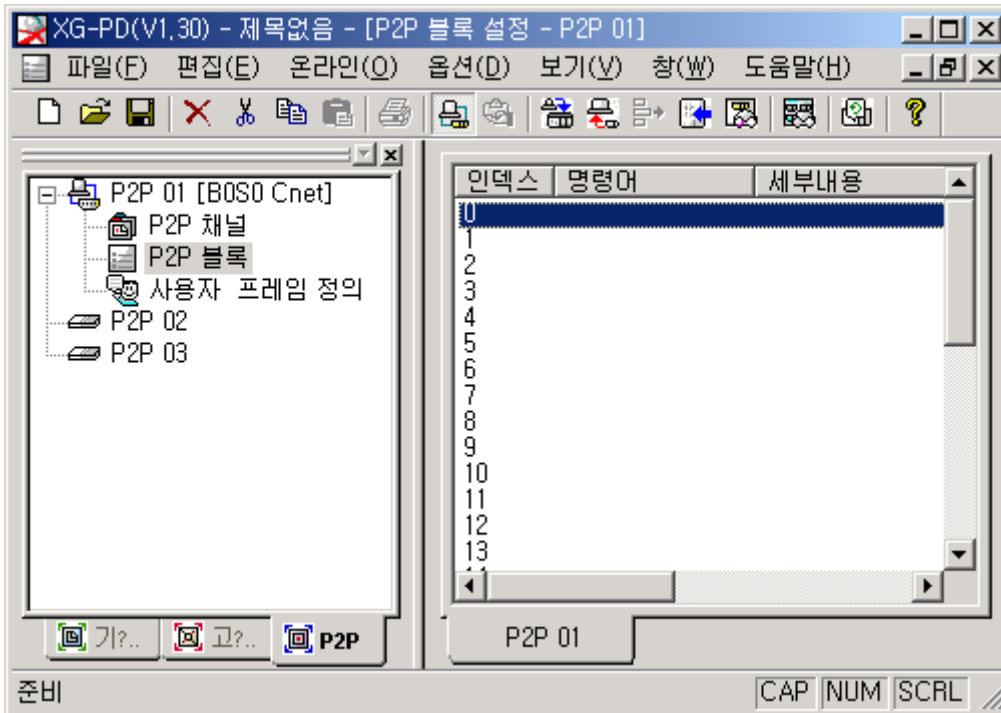 XG-PD(V1,30) - 제목없음 - [P2P 블록 설정 - P2P 01]
파일(F) 편집(E) 온라인(O) 옵션(D) 보기(V) 창(W) 도움말(H)
P2P 01 [B0S0 Cnet]
P2P 채널
P2P 블록
사용자 프레임 정의
P2P 02
P2P 03
기?..
고?..
P2P
인덱스 명령어 세부내용
0
1
2
3
4
5
6
7
8
9
10
11
12
13
P2P 01
준비
CAP NUM SCRL